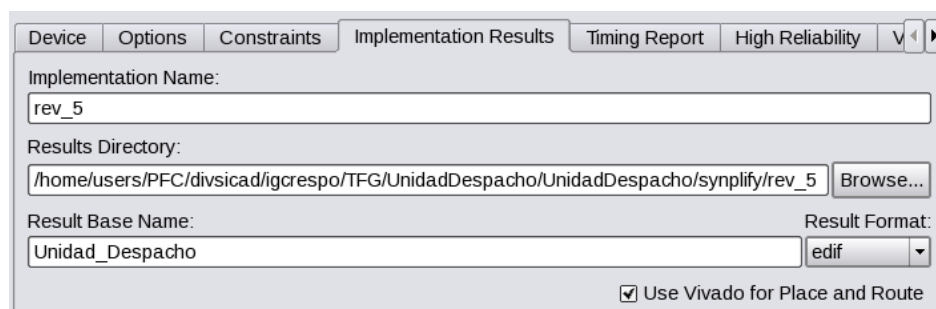 Device Options Constraints Implementation Results Timing Report High Reliability V
Implementation Name:
rev_5
Results Directory:
/home/users/PFC/divsicad/igcrespo/TFG/UnidadDespacho/UnidadDespacho/synplify/rev_5 Browse...
Result Base Name: Result Format:
Unidad_Despacho edif
Use Vivado for Place and Route